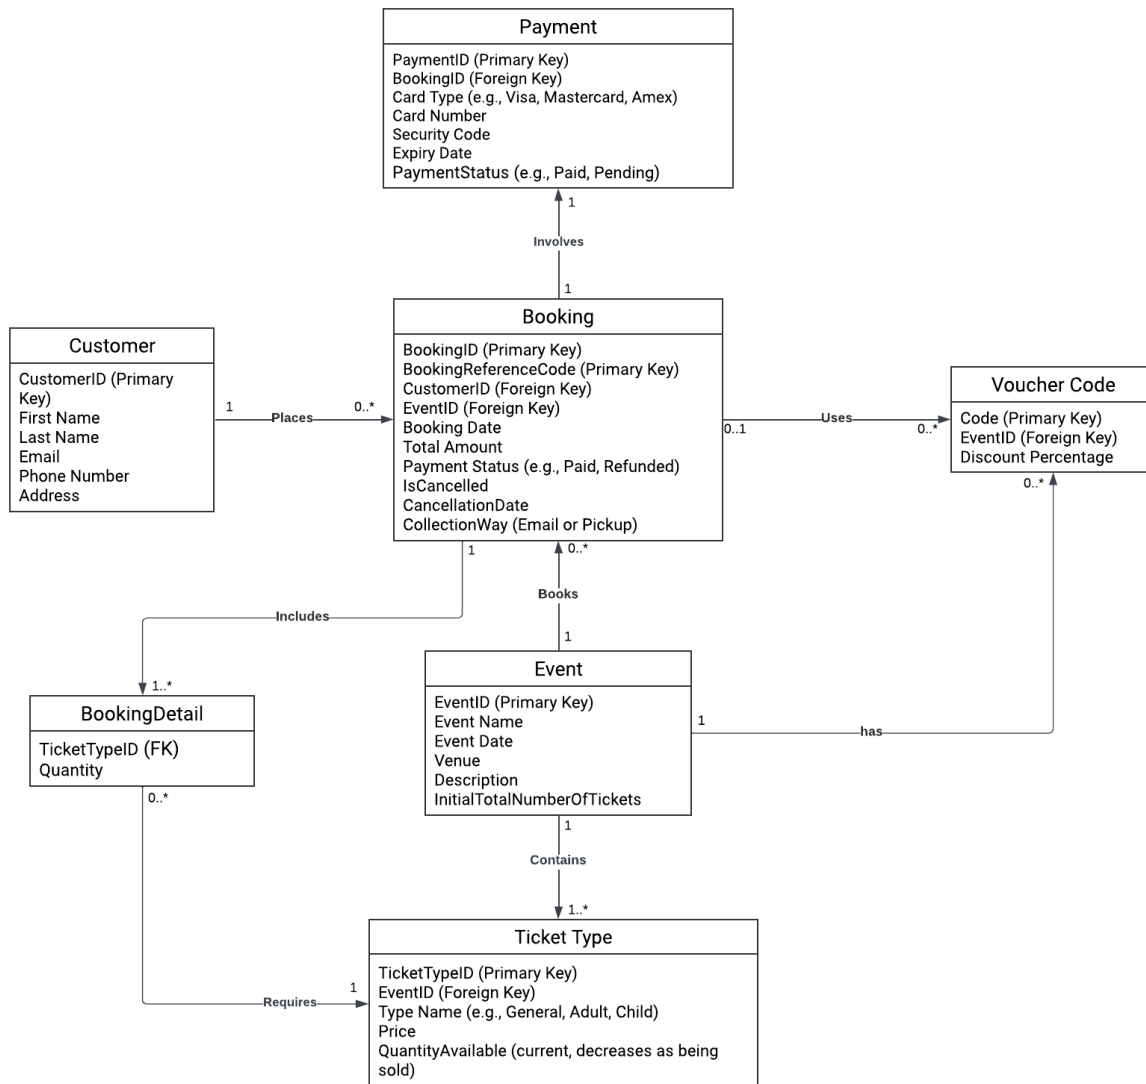 Payment
PaymentID (Primary Key)
BookingID (Foreign Key)
Card Type (e.g., Visa, Mastercard, Amex)
Card Number
Security Code
Expiry Date
PaymentStatus (e.g., Paid, Pending)
1
Involves
1
Booking
BookingID (Primary Key)
BookingReferenceCode (Primary Key)
CustomerID (Foreign Key)
EventID (Foreign Key)
Booking Date
Total Amount
Payment Status (e.g., Paid, Refunded)
IsCancelled
CancellationDate
CollectionWay (Email or Pickup)
Customer
CustomerID (Primary
Key)
First Name
Last Name
Email
Phone Number
Address
1
Places
0..*
0..1
Uses
0..*
Voucher Code
Code (Primary Key)
EventID (Foreign Key)
Discount Percentage
0..*
1
Includes
1..*
0..*
Books
1
BookingDetail
TicketTypeID (FK)
Quantity
0..*
Event
EventID (Primary Key)
Event Name
Event Date
Venue
Description
InitialTotalNumberOfTickets
1
has
1
Contains
1..*
Requires
1
Ticket Type
TicketTypeID (Primary Key)
EventID (Foreign Key)
Type Name (e.g., General, Adult, Child)
Price
QuantityAvailable (current, decreases as being
sold)